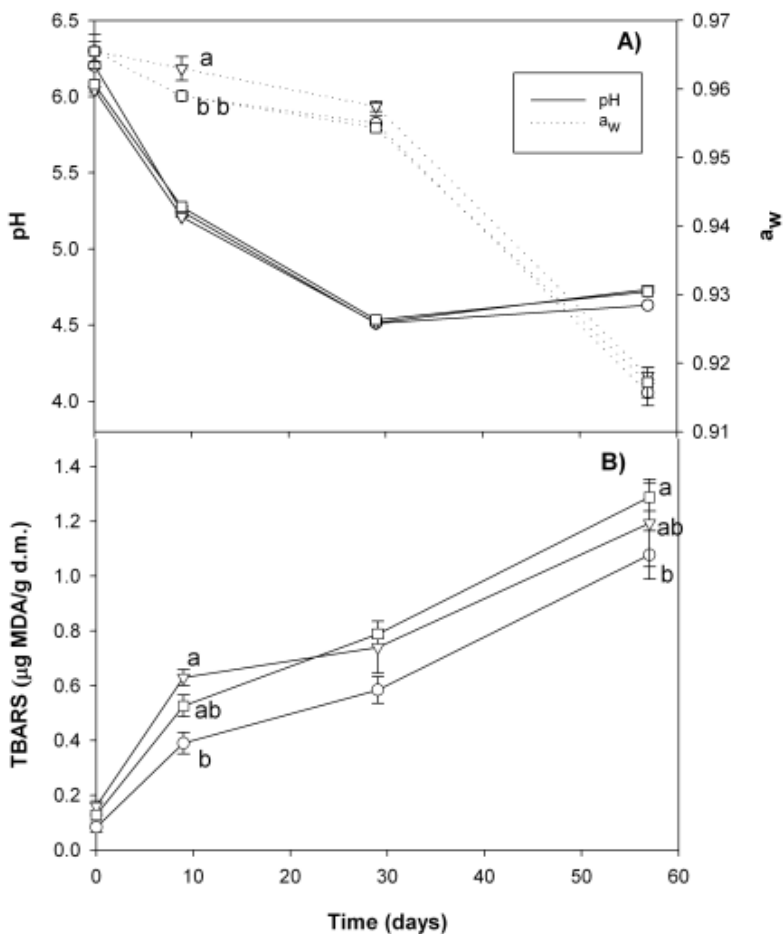 6.5
6.0
5.5
5.0
4.5
4.0
pH
0.97
0.96
0.95
0.94
0.93
0.92
0.91
a_w
A)
pH
a_w
a
b b
1.4
1.2
1.0
0.8
0.6
0.4
0.2
0.0
TBARS (μg MDA/g d.m.)
B)
a
ab
b
a
ab
b
0 10 20 30 40 50 60
Time (days)